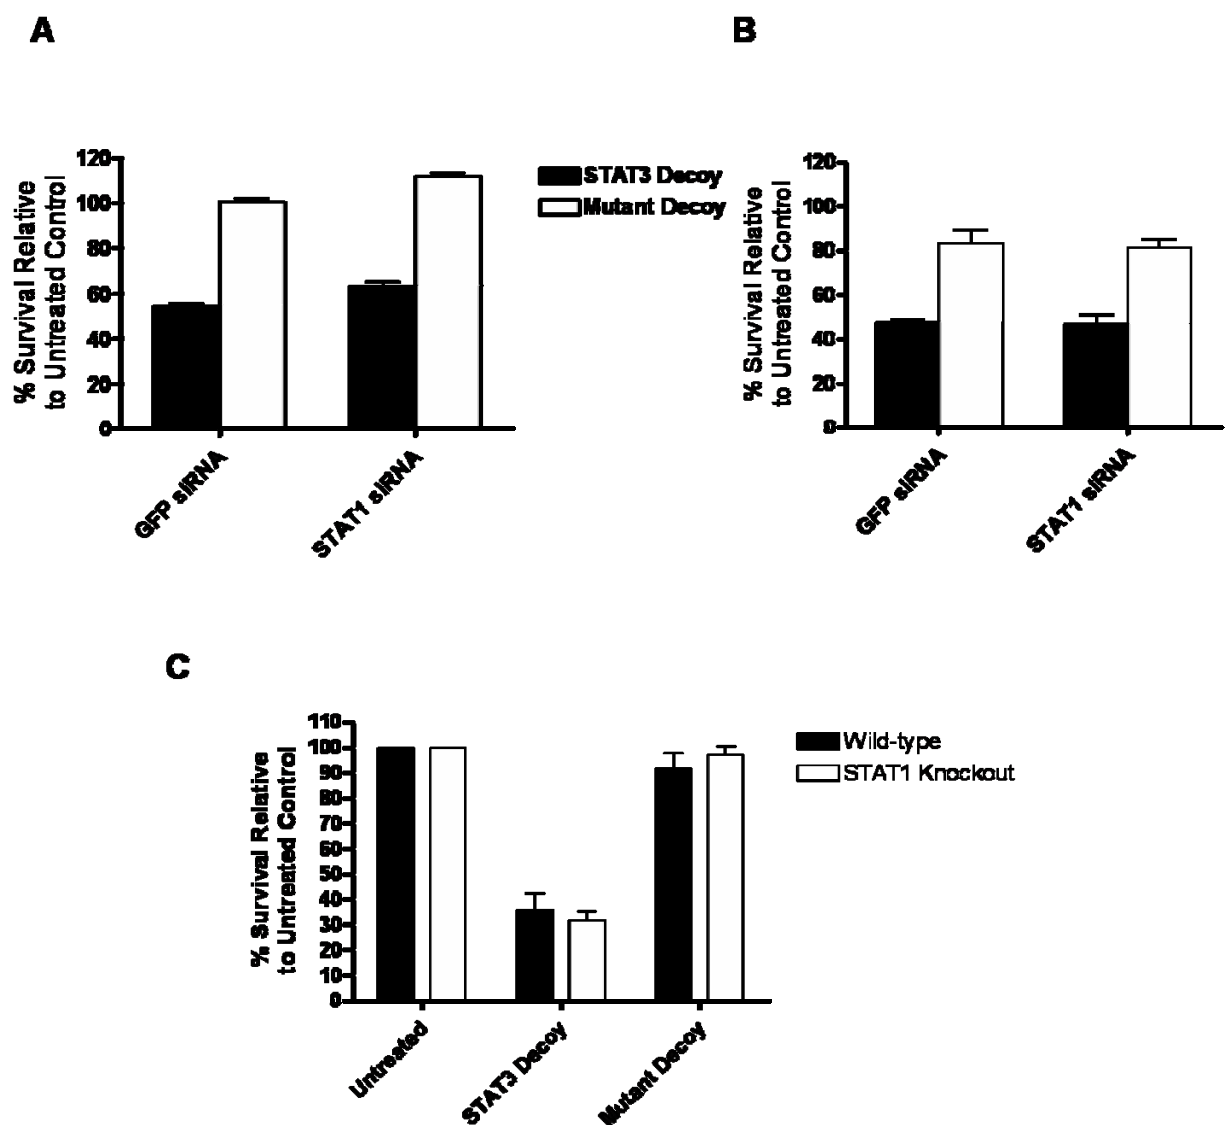 A
B
% Survival Relative
to Untreated Control
120
100
80
60
40
20
0
GFP siRNA
STAT1 siRNA
STAT3 Decoy
Mutant Decoy
% Survival Relative
to Untreated Control
120
100
80
60
40
20
0
GFP siRNA
STAT1 siRNA
C
% Survival Relative
to Untreated Control
110
100
90
80
70
60
50
40
30
20
10
0
Untreated
STAT3 Decoy
Mutant Decoy
Wild-type
STAT1 Knockout